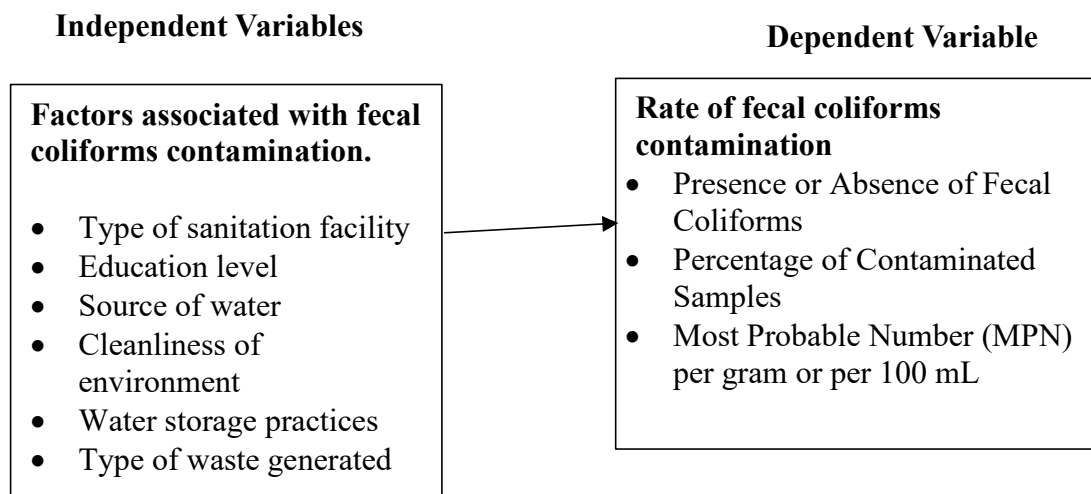 Independent Variables
Dependent Variable
Factors associated with fecal
coliforms contamination.
• Type of sanitation facility
• Education level
• Source of water
• Cleanliness of
environment
• Water storage practices
• Type of waste generated
Rate of fecal coliforms
contamination
• Presence or Absence of Fecal
Coliforms
• Percentage of Contaminated
Samples
• Most Probable Number (MPN)
per gram or per 100 mL